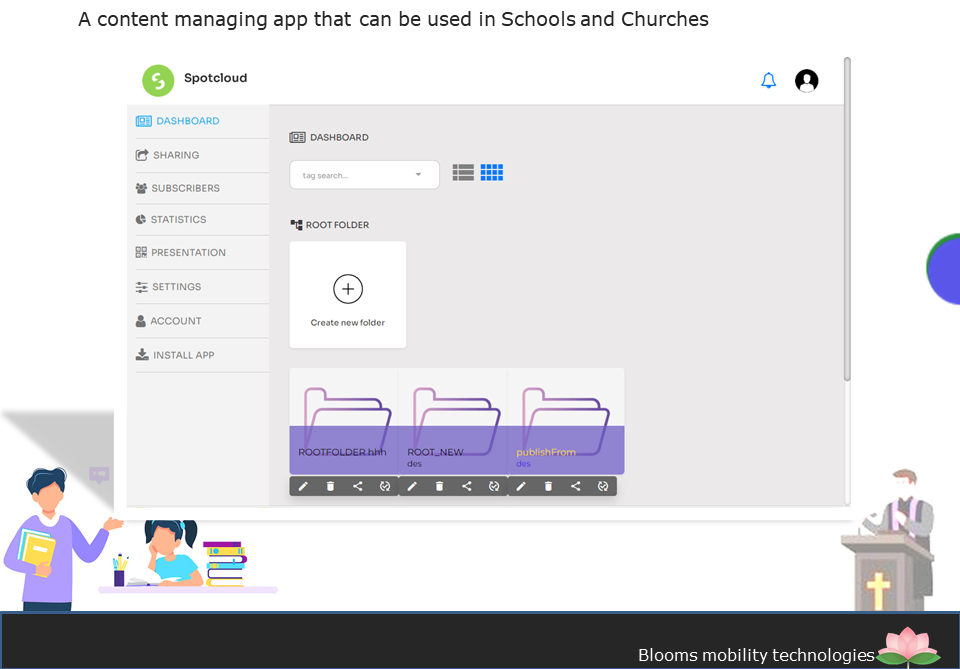 A content managing app that can be used in Schools and Churches
Spotcloud
DASHBOARD
SHARING
SUBSCRIBERS
STATISTICS
PRESENTATION
SETTINGS
ACCOUNT
INSTALL APP
DASHBOARD
tag search...
ROOT FOLDER
Create new folder
ROOTFOLDER hhn
ROOT_NEW
des
publishFrom
des
Blooms mobility technologies